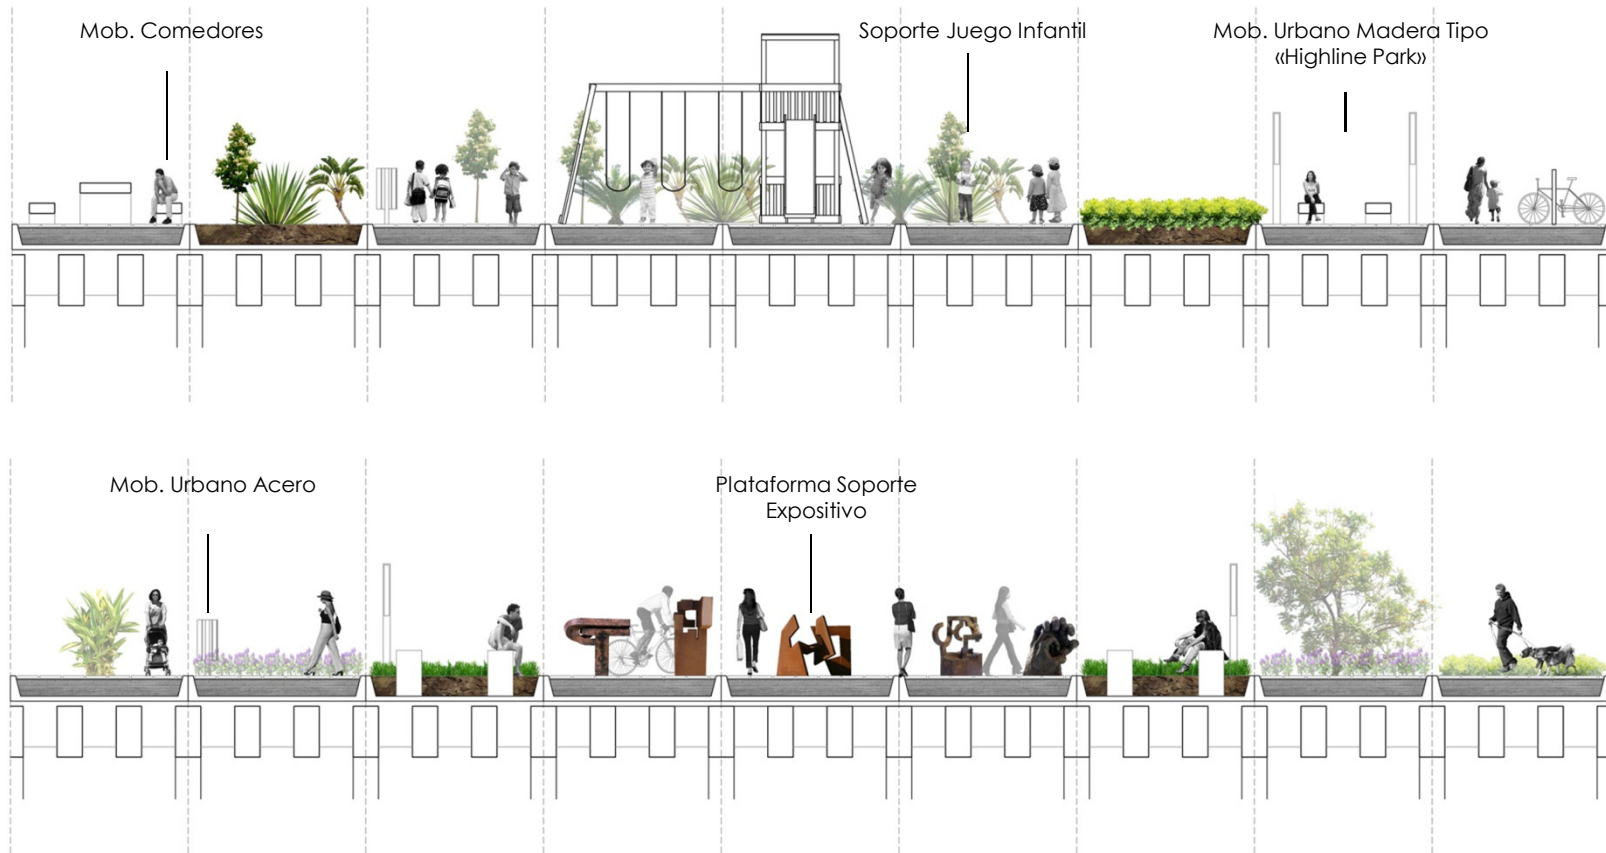 Mob. Comedores
Soporte Juego Infantil
Mob. Urbano Madera Tipo
«Highline Park»
Mob. Urbano Acero
Plataforma Soporte
Expositivo